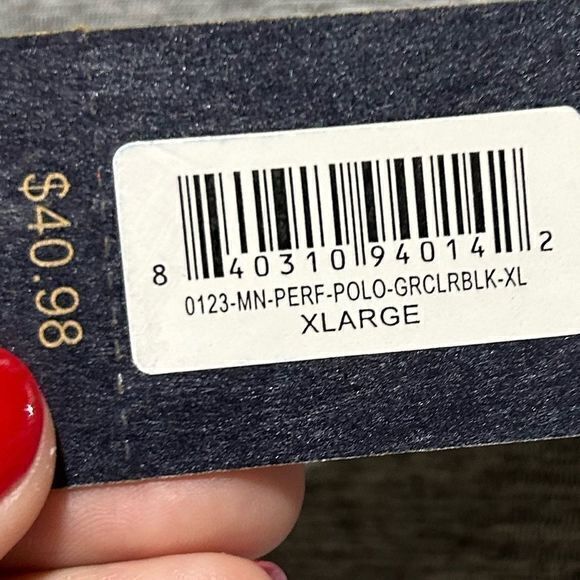 $40.98
8 40310 94014 2
0123-MN-PERF-POLO-GRCLRBLK-XL
XLARGE